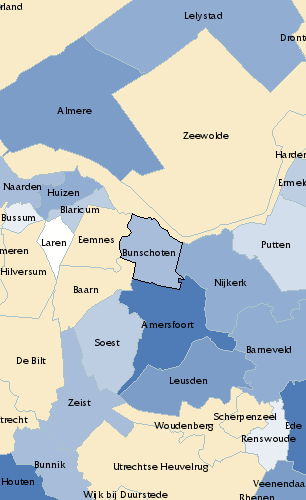 rland
Lelystad
Dront
Almere
Zeewolde
Harder
Ermelo
Naarden
Huizen
Blaricum
Bussum
Laren
Eemnes
Putten
meren
Bunschoten
Hilversum
Nijkerk
Baarn
Amersfoort
Soest
Barneveld
De Bilt
Leusden
Zeist
Scherpenzeel
trecht
Woudenberg
Ede
Renswoude
Bunnik
Utrechtse Heuvelrug
Houten
Veenendaa
Wijk bij Duurstede
Rhenen